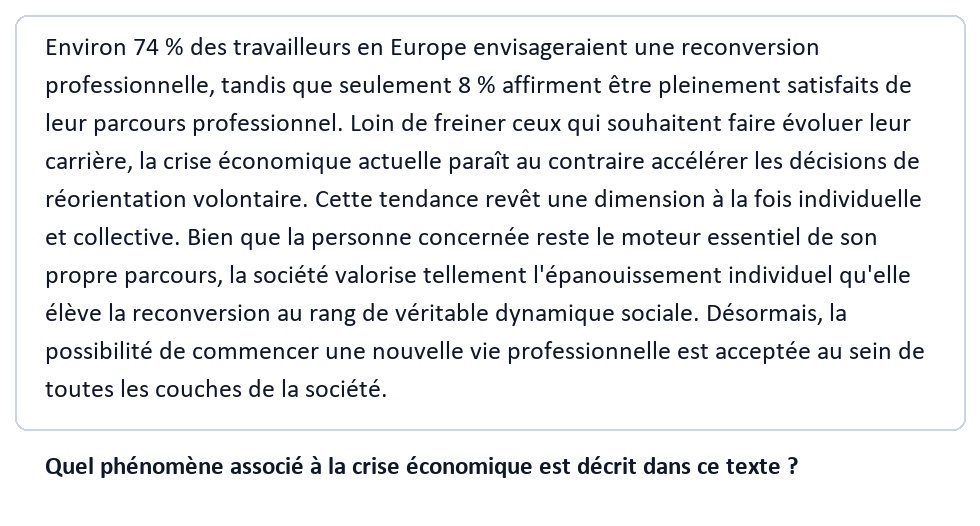 Environ 74 % des travailleurs en Europe envisageraient une reconversion
professionnelle, tandis que seulement 8 % affirment être pleinement satisfaits de
leur parcours professionnel. Loin de freiner ceux qui souhaitent faire évoluer leur
carrière, la crise économique actuelle paraît au contraire accélérer les décisions de
réorientation volontaire. Cette tendance revêt une dimension à la fois individuelle
et collective. Bien que la personne concernée reste le moteur essentiel de son
propre parcours, la société valorise tellement l'épanouissement individuel qu'elle
élève la reconversion au rang de véritable dynamique sociale. Désormais, la
possibilité de commencer une nouvelle vie professionnelle est acceptée au sein de
toutes les couches de la société.
Quel phénomène associé à la crise économique est décrit dans ce texte ?